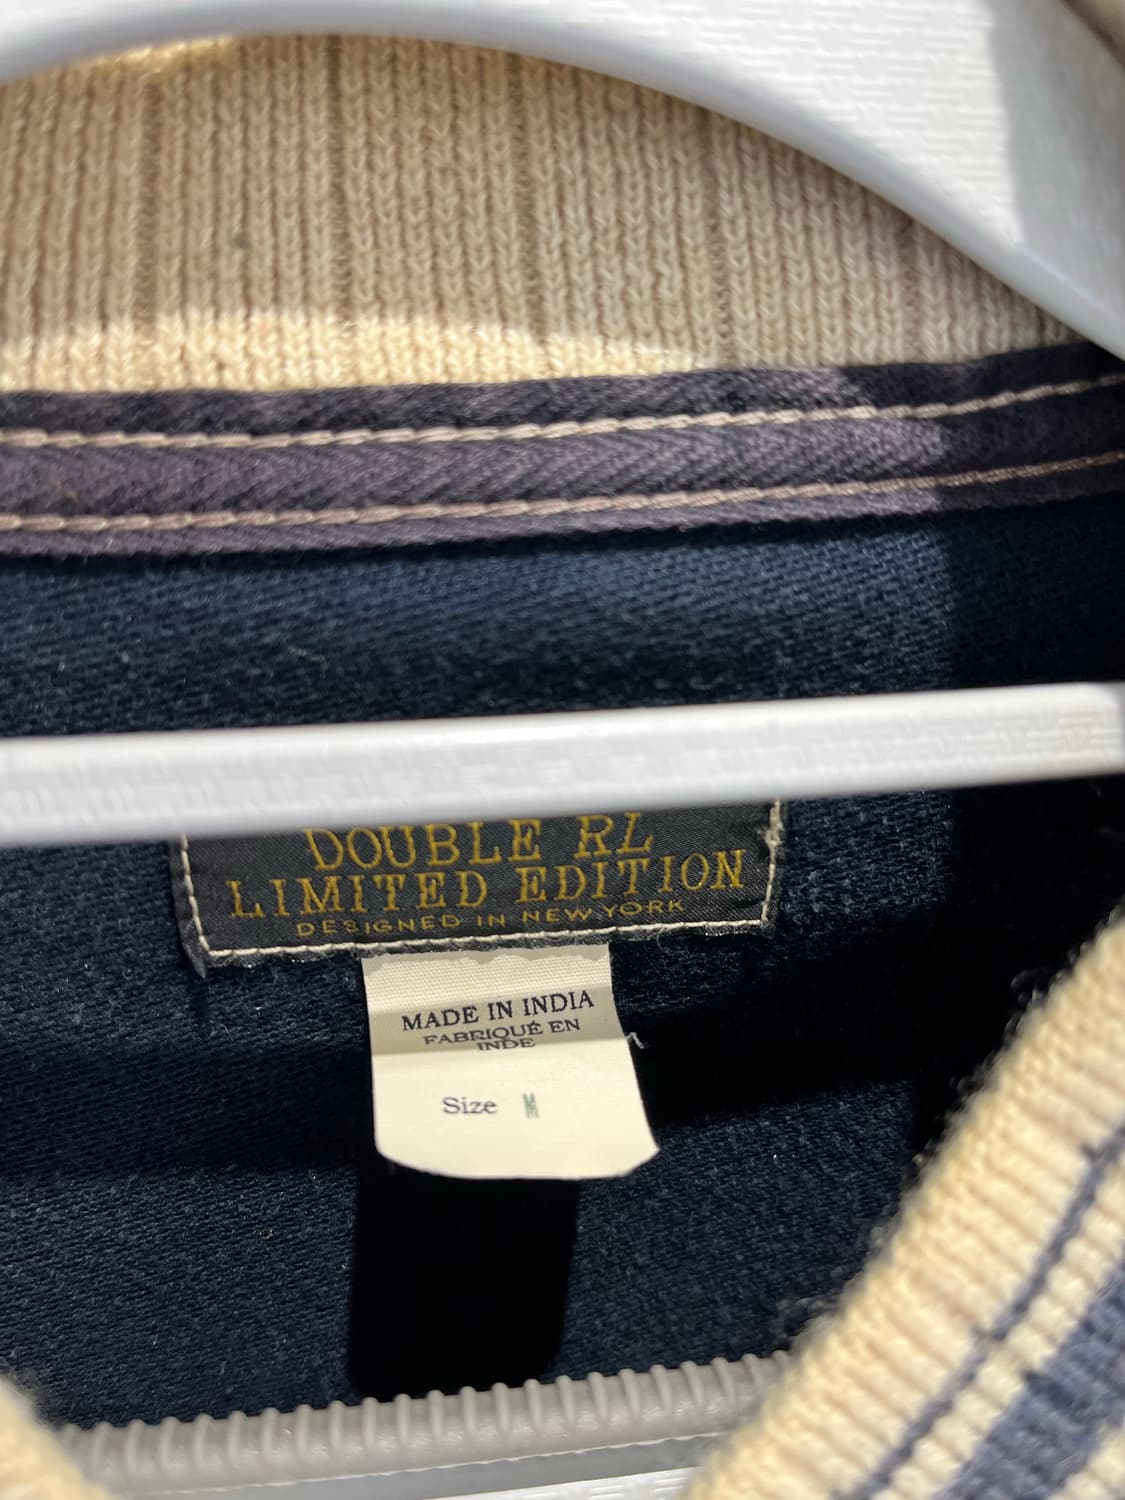 DOUBLE RL
LIMITED EDITION
DESIGNED IN NEW YORK
MADE IN INDIA
FABRIQUÉ EN
INDE
Size M